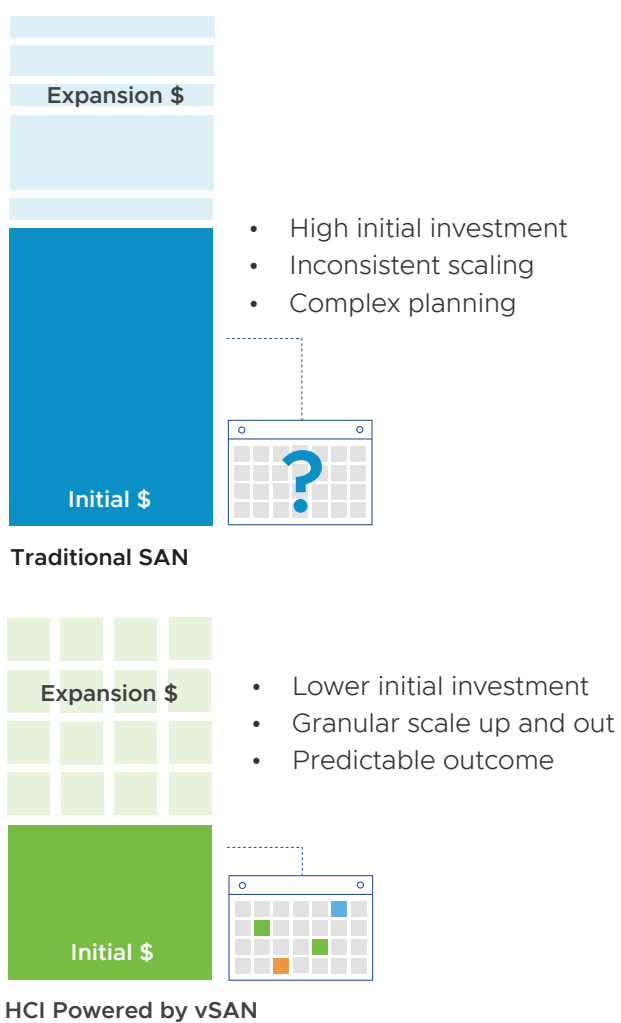 Expansion $
• High initial investment
• Inconsistent scaling
• Complex planning
?
Initial $
Traditional SAN
Expansion $
• Lower initial investment
• Granular scale up and out
• Predictable outcome
Initial $
HCI Powered by vSAN